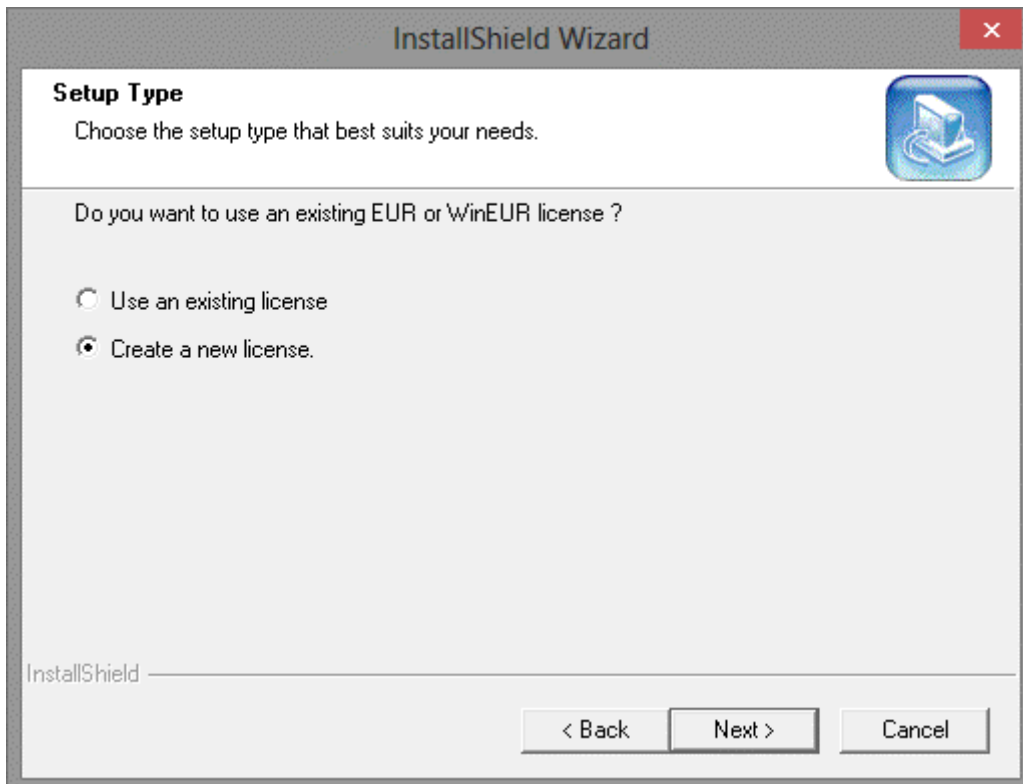 InstallShield Wizard
Setup Type
Choose the setup type that best suits your needs.
Do you want to use an existing EUR or WinEUR license ?
Use an existing license
Create a new license.
InstallShield
< Back
Next >
Cancel